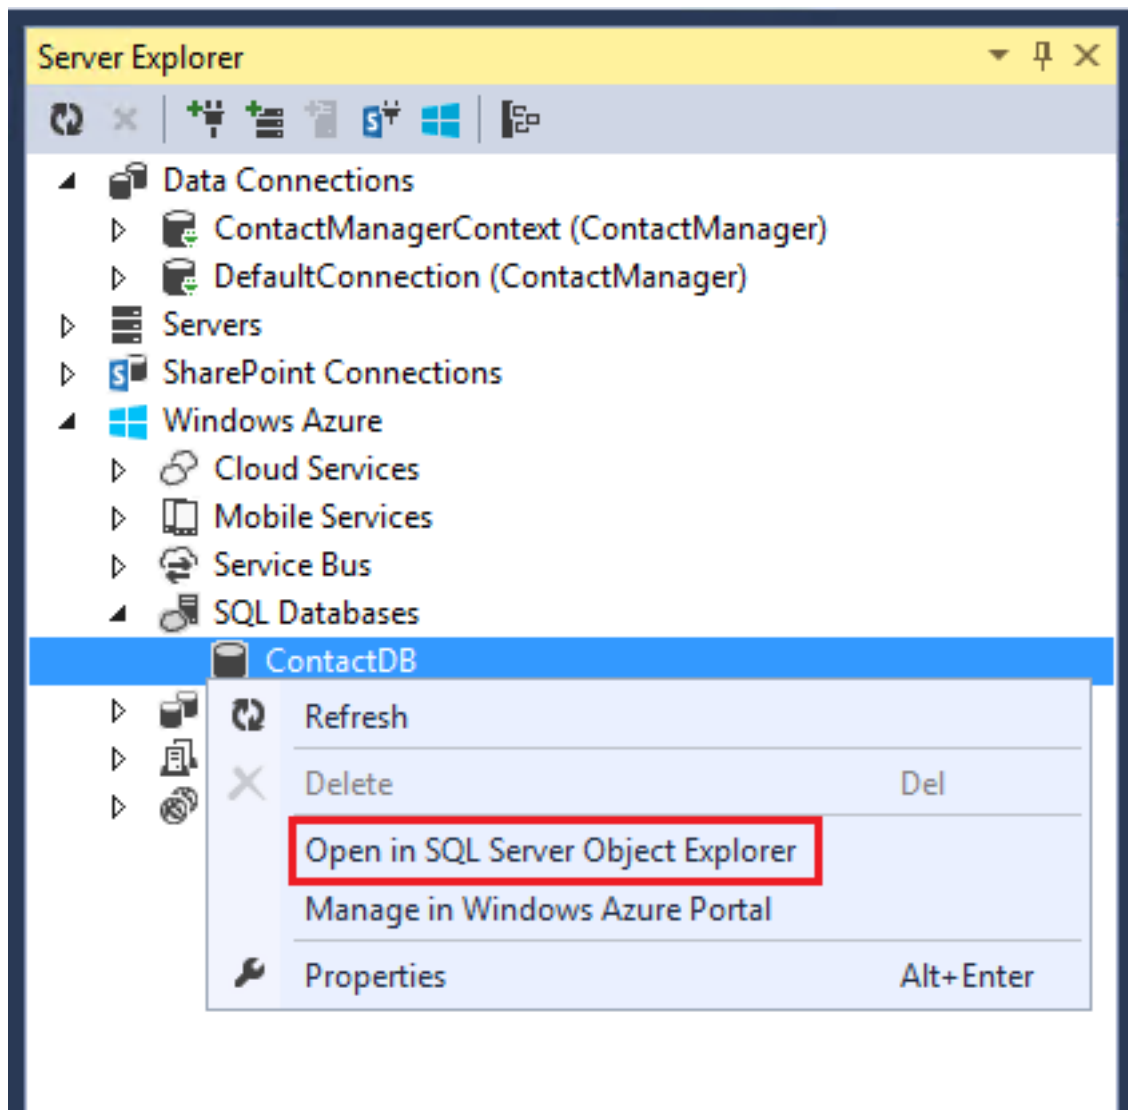 Server Explorer
Data Connections
ContactManagerContext (ContactManager)
DefaultConnection (ContactManager)
Servers
SharePoint Connections
Windows Azure
Cloud Services
Mobile Services
Service Bus
SQL Databases
ContactDB
Refresh
Delete Del
Open in SQL Server Object Explorer
Manage in Windows Azure Portal
Properties Alt+Enter